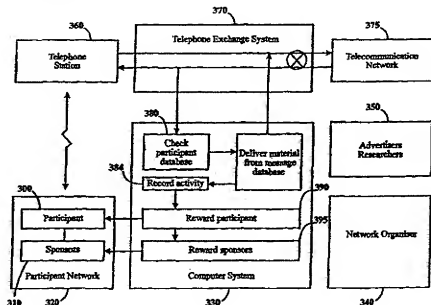 370
360
Telephone Exchange System
375
Telephone
Station
Telecommunication
Network
380
350
Check
participant
database
Deliver material
from message
database
Advertisers
Researchers
384
Record activity
300
390
Participant
Reward participant
395
Sponsors
Reward sponsors
Network Organiser
Participant Network
Computer System
310
320
330
340